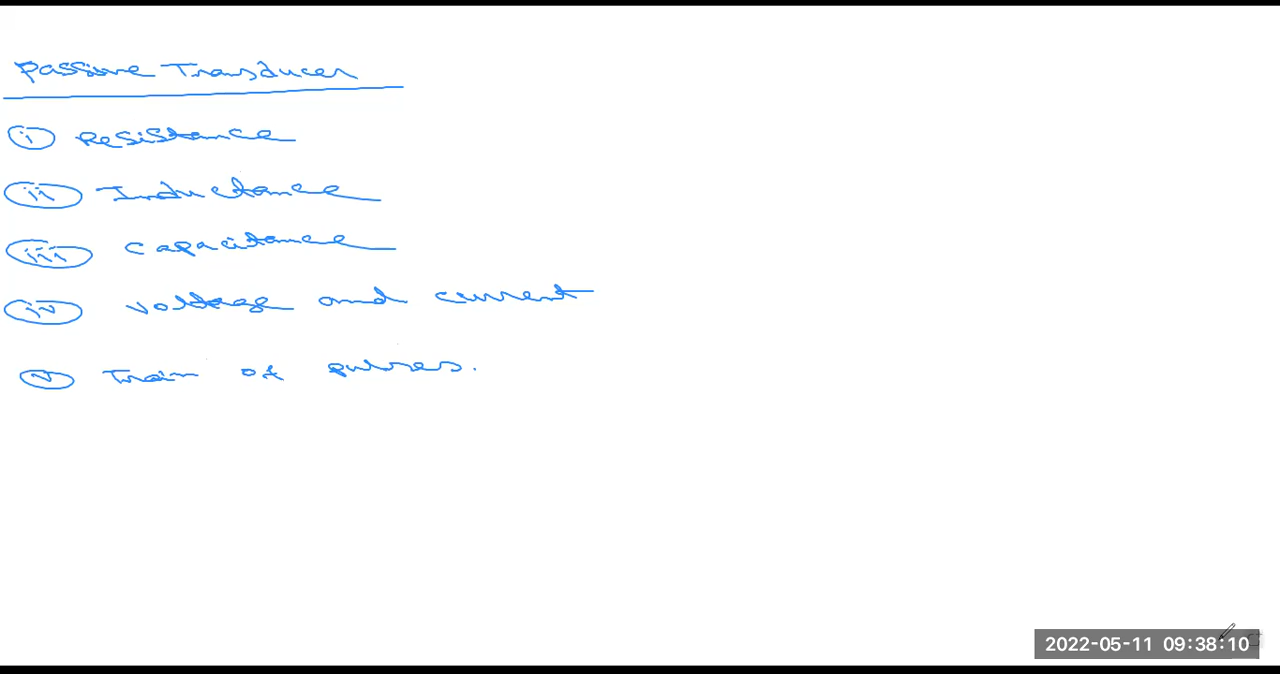 Passive Transducer
i Resistance
ii Inductance
iii capacitance
iv voltage and current
v Train of pulses.
2022-05-11 09:38:10